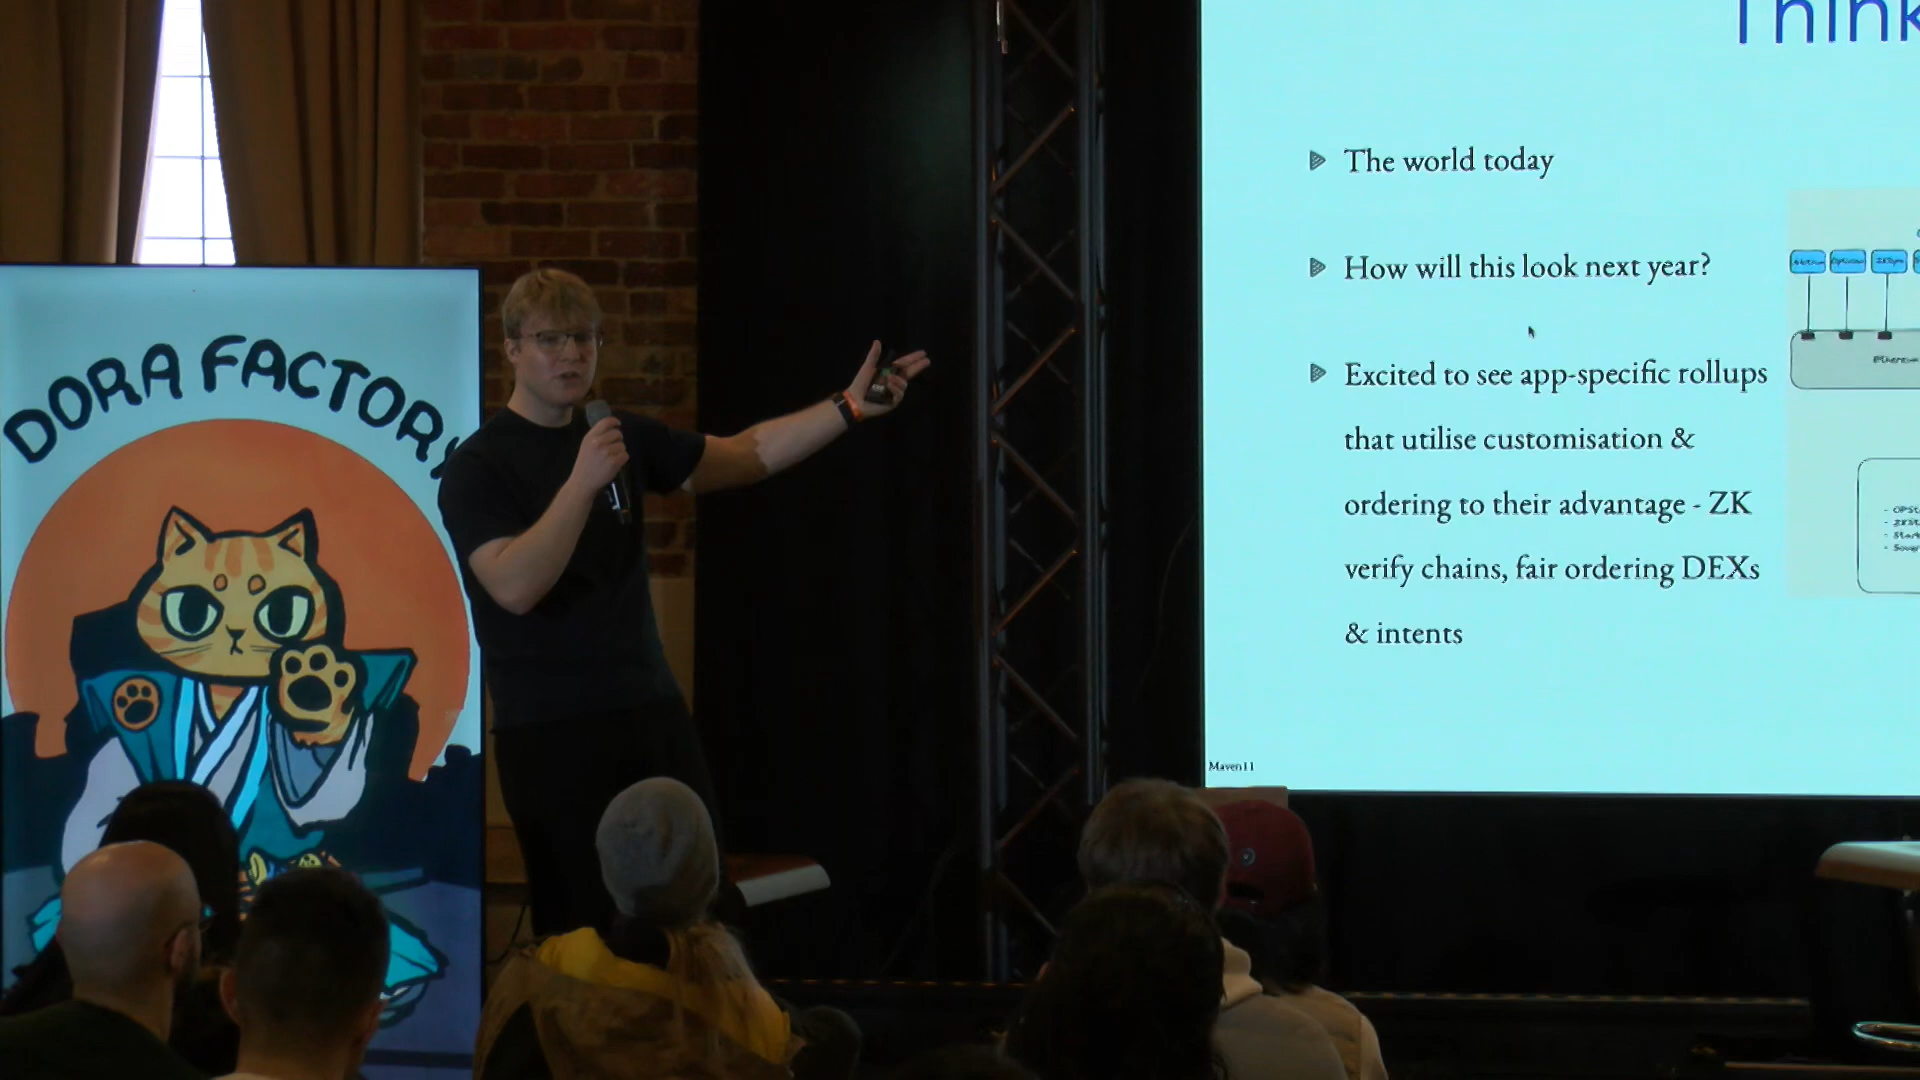 DORA FACTORY
Think
The world today
How will this look next year?
Excited to see app-specific rollups
that utilise customisation &
ordering to their advantage - ZK
verify chains, fair ordering DEXs
& intents
Maven11